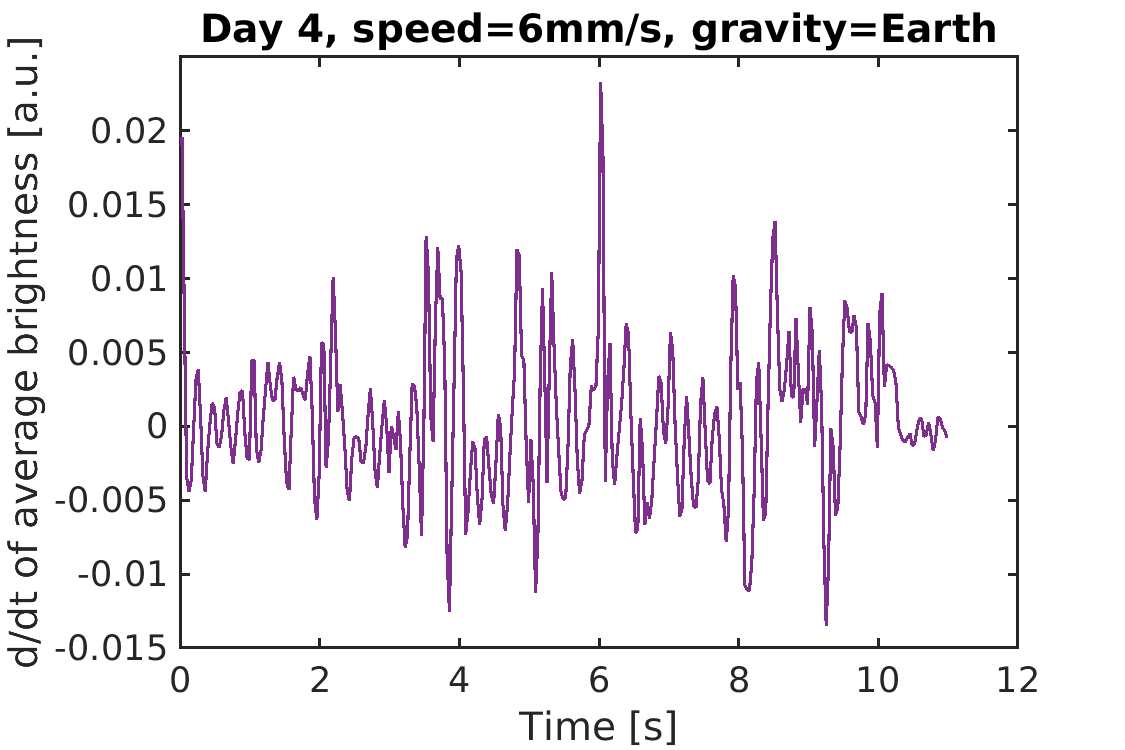 Day 4, speed=6mm/s, gravity=Earth
d/dt of average brightness [a.u.]
0.02
0.015
0.01
0.005
0
-0.005
-0.01
-0.015
0 2 4 6 8 10 12
Time [s]